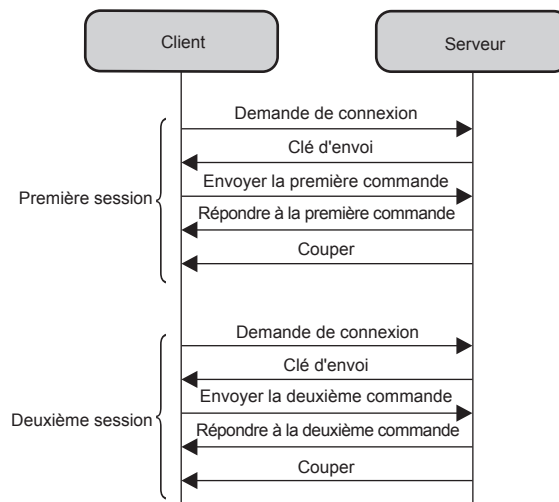 Client
Serveur
Demande de connexion
Clé d'envoi
Envoyer la première commande
Première session
Répondre à la première commande
Couper
Demande de connexion
Clé d'envoi
Envoyer la deuxième commande
Deuxième session
Répondre à la deuxième commande
Couper